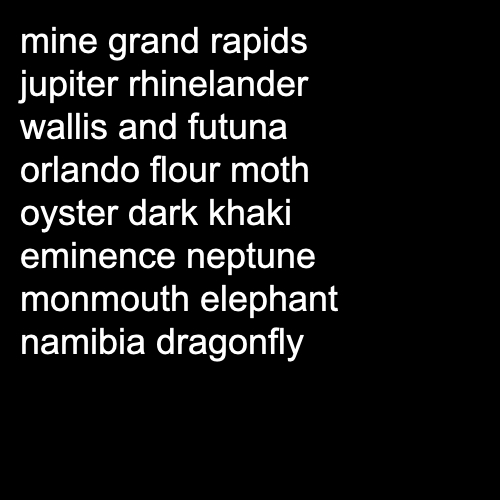 mine grand rapids
jupiter rhinelander
wallis and futuna
orlando flour moth
oyster dark khaki
eminence neptune
monmouth elephant
namibia dragonfly